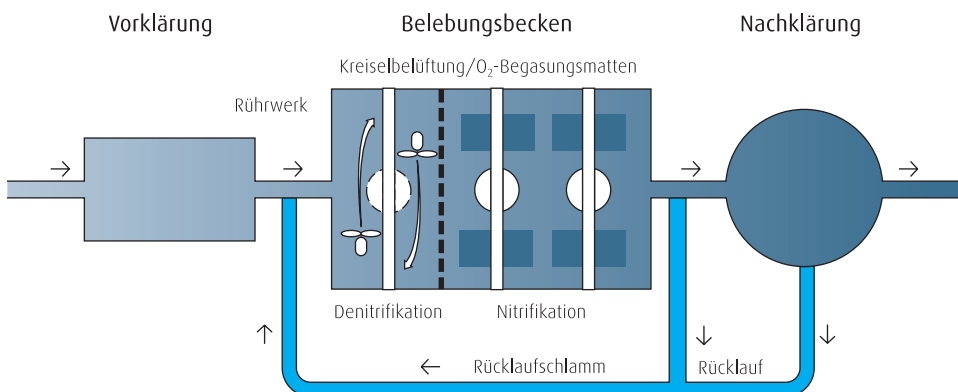 Vorklärung
Belebungsbecken
Nachklärung
Kreiselbelüftung/O₂-Begasungsmatten
Rührwerk
Denitrifikation
Nitrifikation
Rücklaufschlamm
Rücklauf